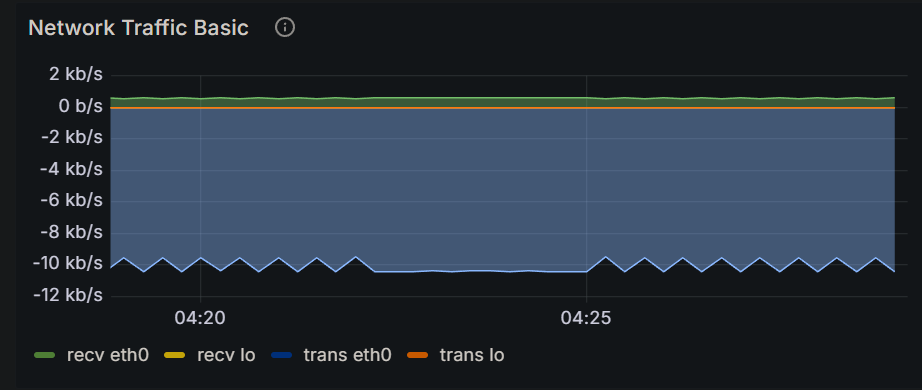 Network Traffic Basic
2 kb/s
0 b/s
-2 kb/s
-4 kb/s
-6 kb/s
-8 kb/s
-10 kb/s
-12 kb/s
04:20 04:25
recv eth0 recv lo trans eth0 trans lo